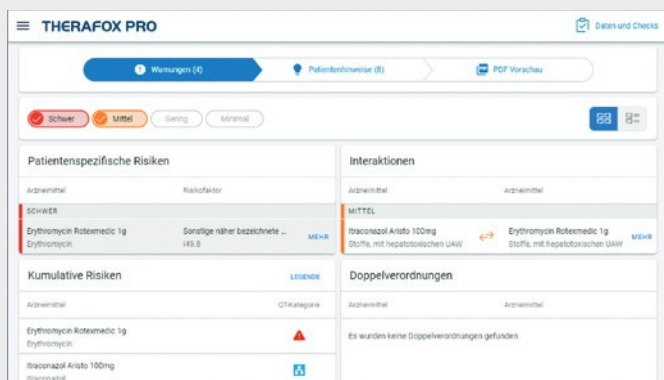 THERAFOX PRO
Daten und Checks
Warnungen (4)
Patientenhinweise (8)
PDF Vorschau
Schwer
Mittel
Gering
Minimal
Patientenspezifische Risiken
Arzneimittel Risikofaktor
SCHWER
Erythromycin Rotexmedic 1g Sonstige näher bezeichnete ...
Erythromycin I49.8 MEHR
Interaktionen
Arzneimittel Arzneimittel
MITTEL
Itraconazol Aristo 100mg Erythromycin Rotexmedic 1g
Stoffe, mit hepatotoxischen UAW Stoffe, mit hepatotoxischen UAW MEHR
Kumulative Risiken LEGENDE
Arzneimittel QT-Kategorie
Erythromycin Rotexmedic 1g
Erythromycin
Itraconazol Aristo 100mg
Itraconazol
Doppelverordnungen
Arzneimittel Arzneimittel
Es wurden keine Doppelverordnungen gefunden.